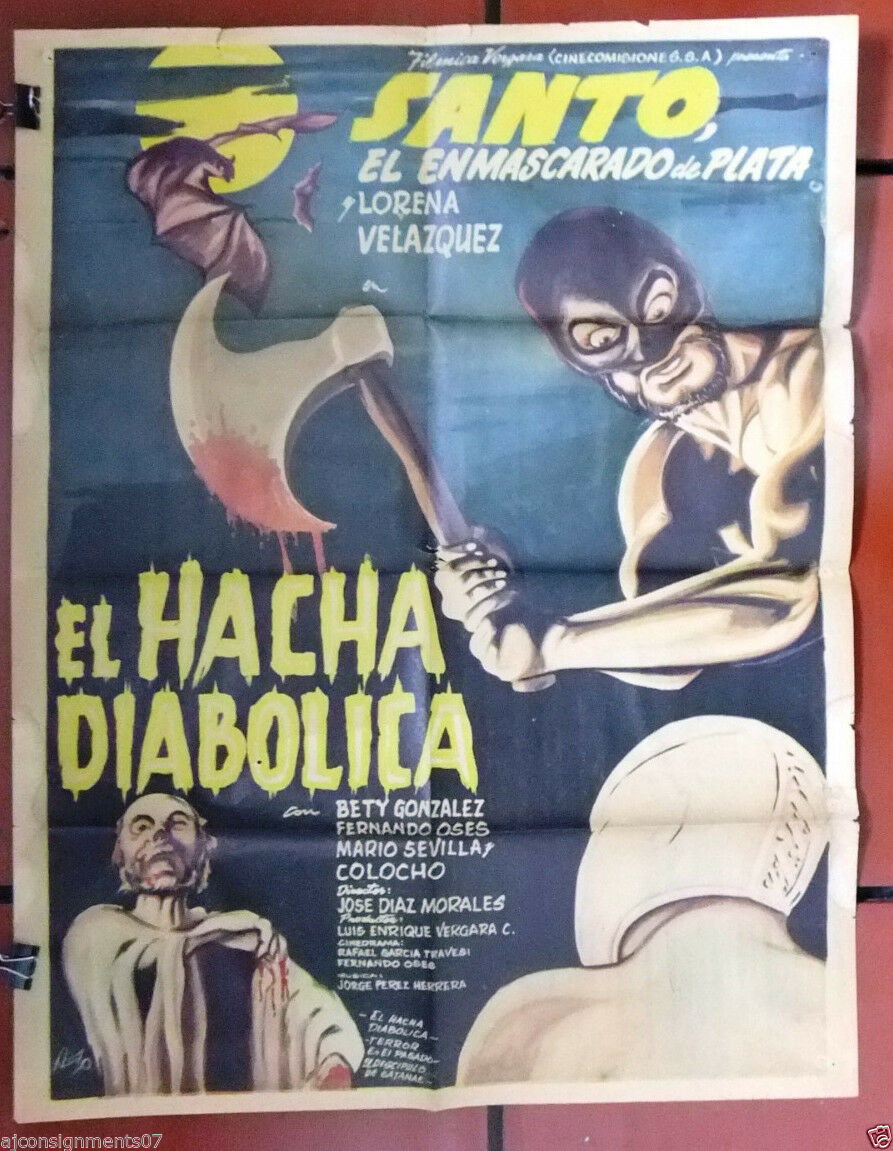 Filmica Vergara (CINECOMISIONES.A) presenta
SANTO,
EL ENMASCARADO de PLATA
y LORENA
VELAZQUEZ
en
EL HACHA
DIABOLICA
con BETY GONZALEZ
FERNANDO OSES
MARIO SEVILLA y
COLOCHO
Director:
JOSE DIAZ MORALES
Productor:
LUIS ENRIQUE VERGARA C.
CINEDRAMA:
RAFAEL GARCIA TRAVESI
FERNANDO OSES
MUSICA:
JORGE PEREZ HERRERA
-EL HACHA
DIABOLICA-
-TERROR
EN EL PASADO-
EL DISCIPULO
DE SATANAS-
ajconsignments07